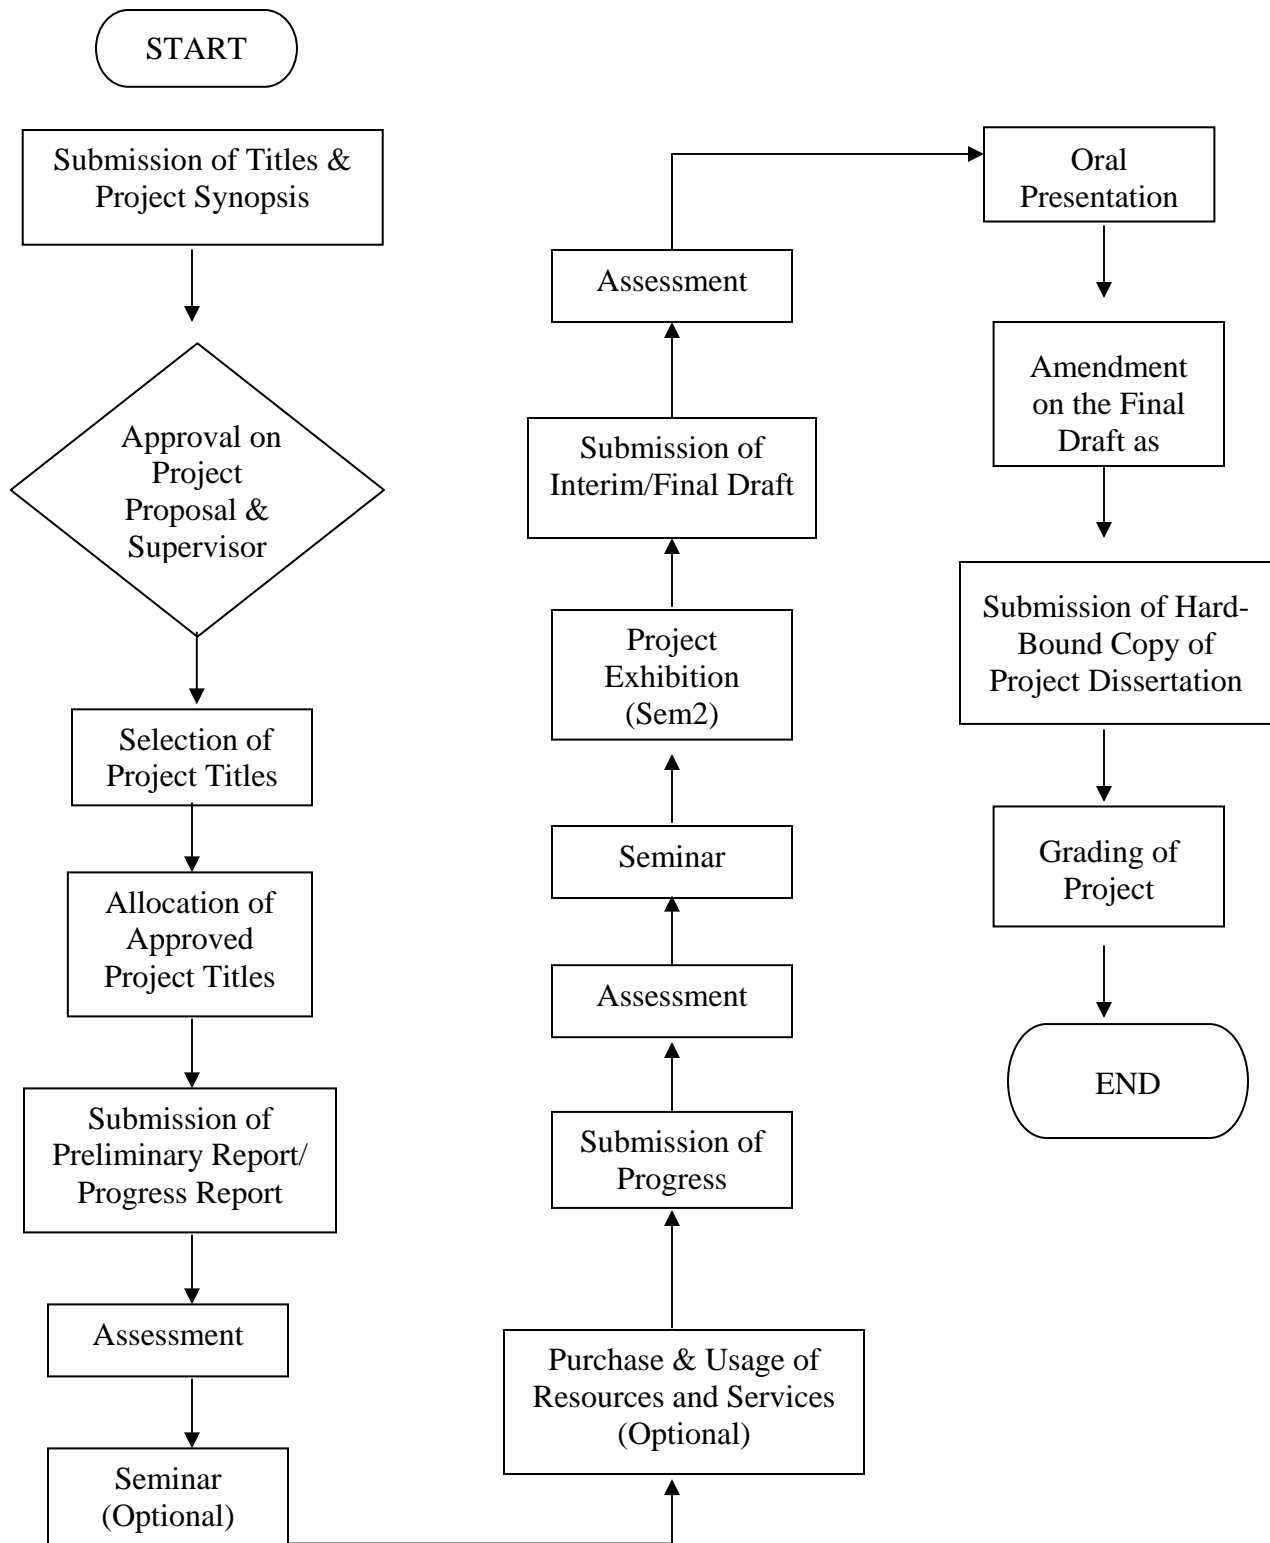 START
Submission of Titles &
Project Synopsis
Approval on
Project
Proposal &
Supervisor
Selection of
Project Titles
Allocation of
Approved
Project Titles
Submission of
Preliminary Report/
Progress Report
Assessment
Seminar
(Optional)
Purchase & Usage of
Resources and Services
(Optional)
Submission of
Progress
Assessment
Seminar
Project
Exhibition
(Sem2)
Submission of
Interim/Final Draft
Assessment
Oral
Presentation
Amendment
on the Final
Draft as
Submission of Hard-
Bound Copy of
Project Dissertation
Grading of
Project
END